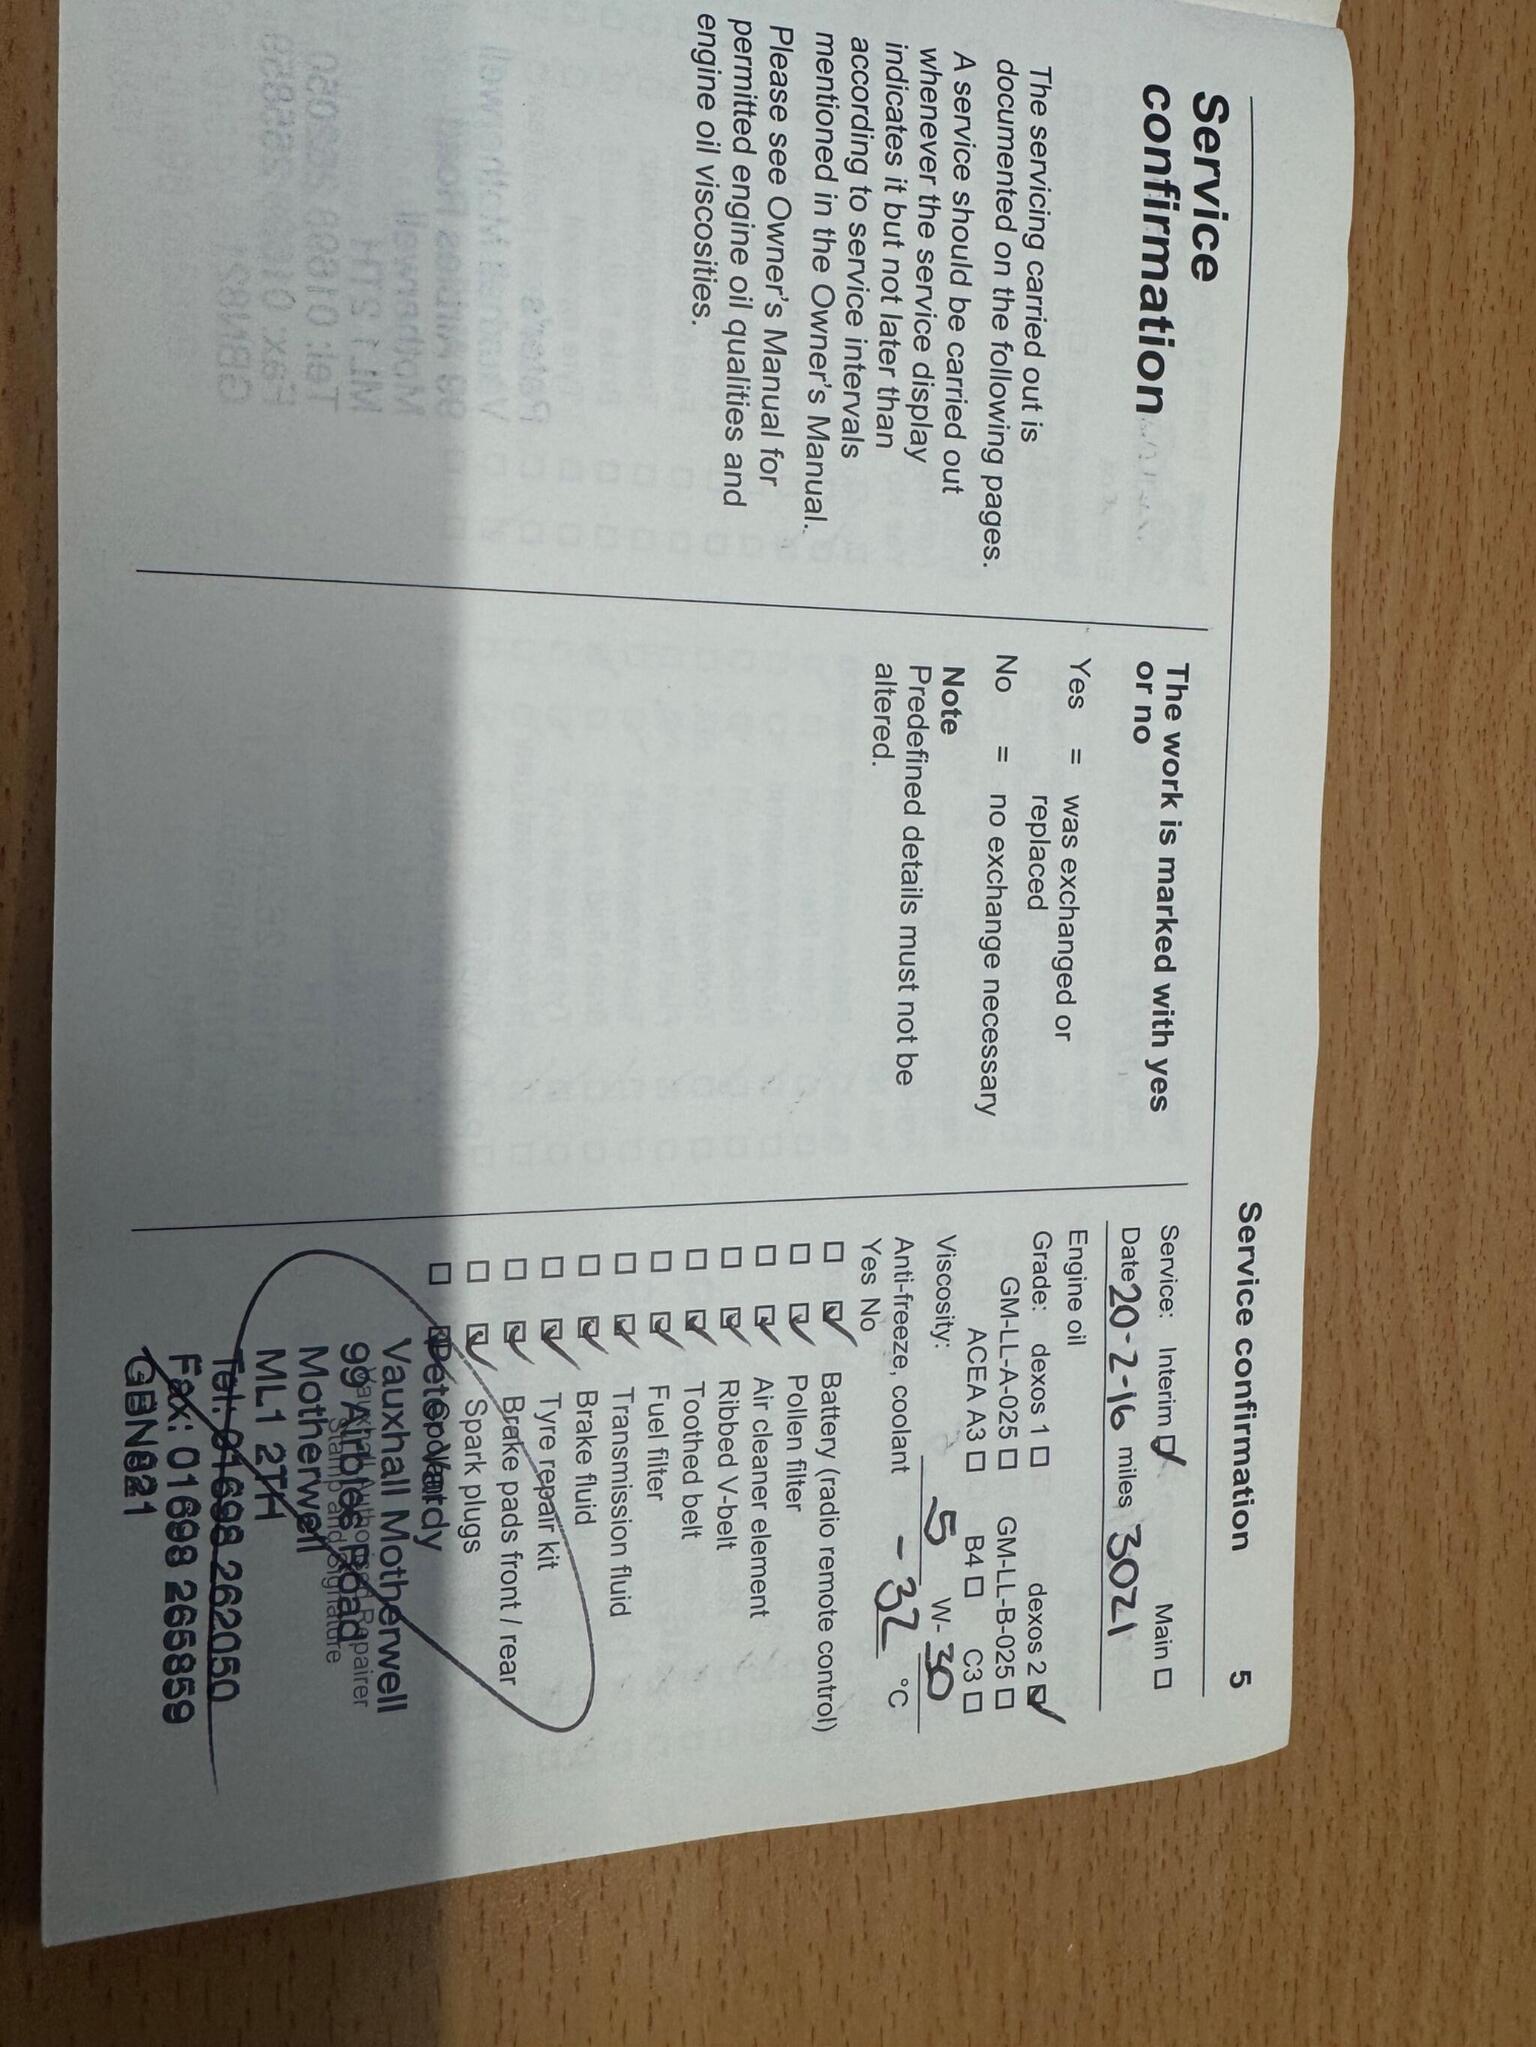 Service confirmation 5
Service
confirmation
The servicing carried out is
documented on the following pages.
A service should be carried out
whenever the service display
indicates it but not later than
according to service intervals
mentioned in the Owner's Manual.
Please see Owner's Manual for
permitted engine oil qualities and
engine oil viscosities.
The work is marked with yes
or no
Yes = was exchanged or
replaced
No = no exchange necessary
Note
Predefined details must not be
altered.
Service: Interim ☑ Main ☐
Date 20-2-16 miles 3021
Engine oil
Grade: dexos 1 ☐ dexos 2 ☑
GM-LL-A-025 ☐ GM-LL-B-025 ☐
ACEA A3 ☐ B4 ☐ C3 ☐
Viscosity: 5 W- 30
Anti-freeze, coolant -32 °C
Yes No
☐ ☑ Battery (radio remote control)
☐ ☑ Pollen filter
☐ ☑ Air cleaner element
☐ ☑ Ribbed V-belt
☐ ☑ Toothed belt
☐ ☑ Fuel filter
☐ ☑ Transmission fluid
☐ ☑ Brake fluid
☐ ☑ Tyre repair kit
☐ ☑ Brake pads front / rear
☐ ☑ Spark plugs
☐ ☑ Peter Vardy
Vauxhall Motherwell
99 Airbles Road
Vauxhall Authorised Repairer
Stamp and Signature
Motherwell
ML1 2TH
Tel: 01698 262050
Fax: 01698 265859